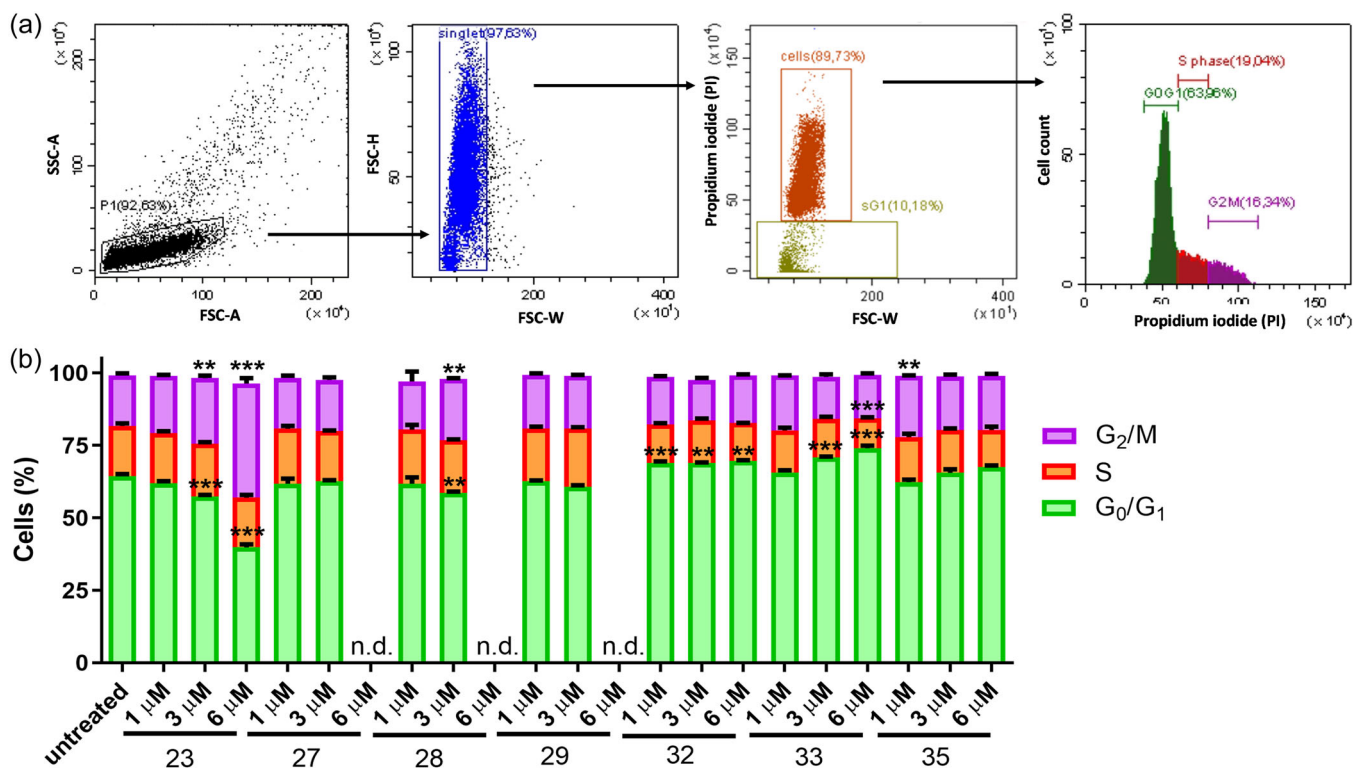 (a)
(×10⁴)
200
100
0
SSC-A
P1(92,63%)
0
100
200
(×10⁴)
FSC-A
(×10⁴)
100
50
FSC-H
singlet(97,63%)
200
400
(×10¹)
FSC-W
(×10⁴)
150
100
50
0
Propidium iodide (PI)
cells(89,73%)
sG1(10,18%)
200
400
(×10¹)
FSC-W
(×10¹)
100
50
0
Cell count
S phase(19,04%)
G0G1(63,96%)
G2M(16,34%)
0
50
100
(×10⁴)
Propidium iodide (PI)
(b)
Cells (%)
100
75
50
25
0
** *** ** **
***
*** ** ** *** ***
*** **
***
n.d. n.d. n.d.
G₂/M
S
G₀/G₁
untreated 1 μM 3 μM 6 μM 1 μM 3 μM 6 μM 1 μM 3 μM 6 μM 1 μM 3 μM 6 μM 1 μM 3 μM 6 μM 1 μM 3 μM 6 μM 1 μM 3 μM 6 μM
23 27 28 29 32 33 35